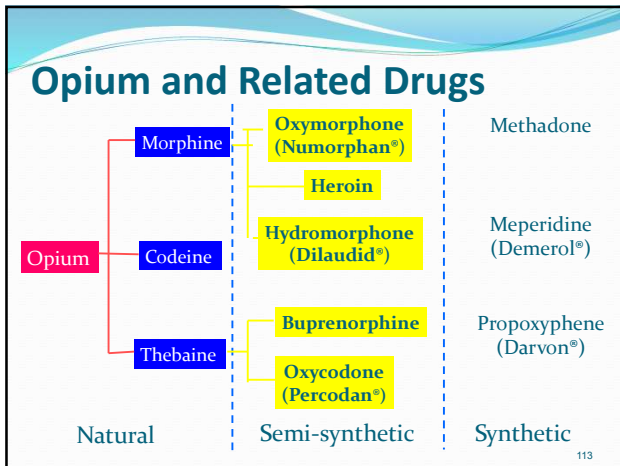 Opium and Related Drugs
Opium
Morphine
Codeine
Thebaine
Natural
Oxymorphone
(Numorphan®)
Heroin
Hydromorphone
(Dilaudid®)
Buprenorphine
Oxycodone
(Percodan®)
Semi-synthetic
Methadone
Meperidine
(Demerol®)
Propoxyphene
(Darvon®)
Synthetic
113